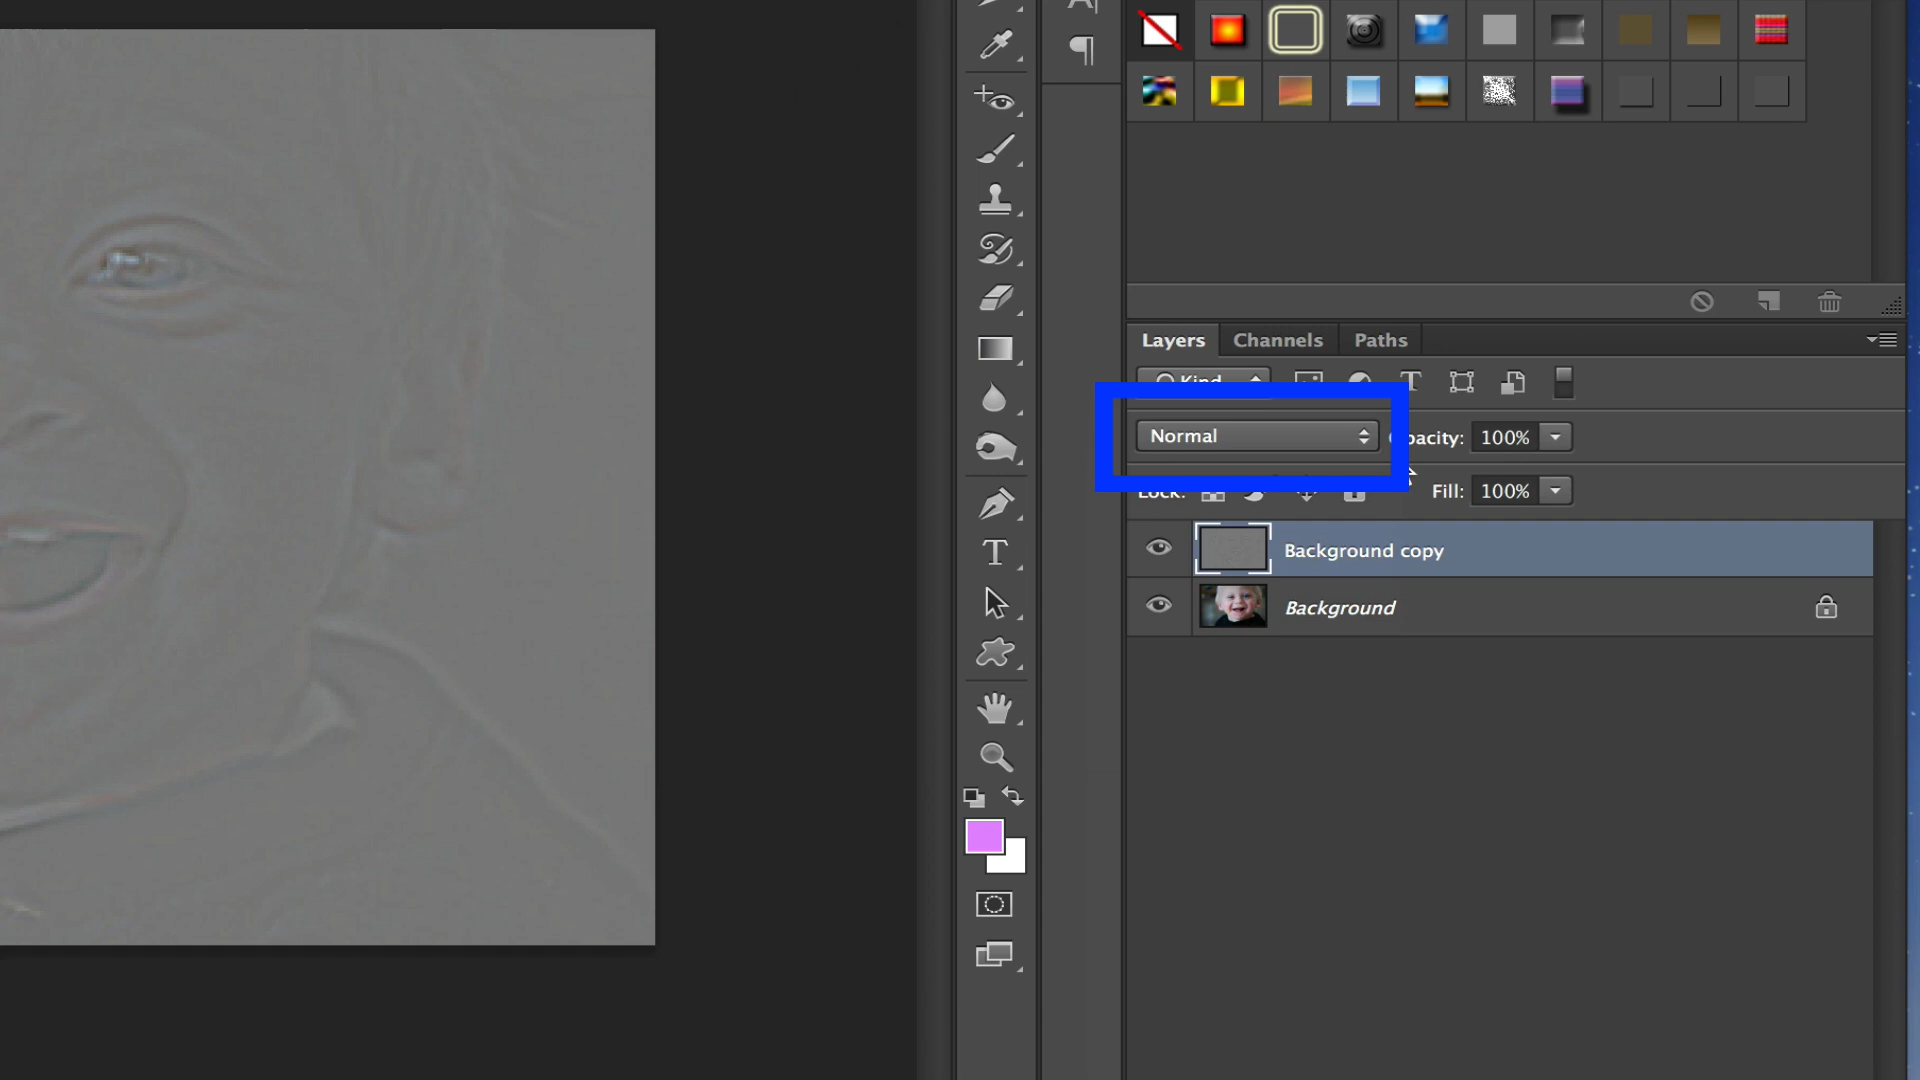 Layers Channels Paths
Kind
Normal
Opacity: 100%
Lock:
Fill: 100%
Background copy
Background